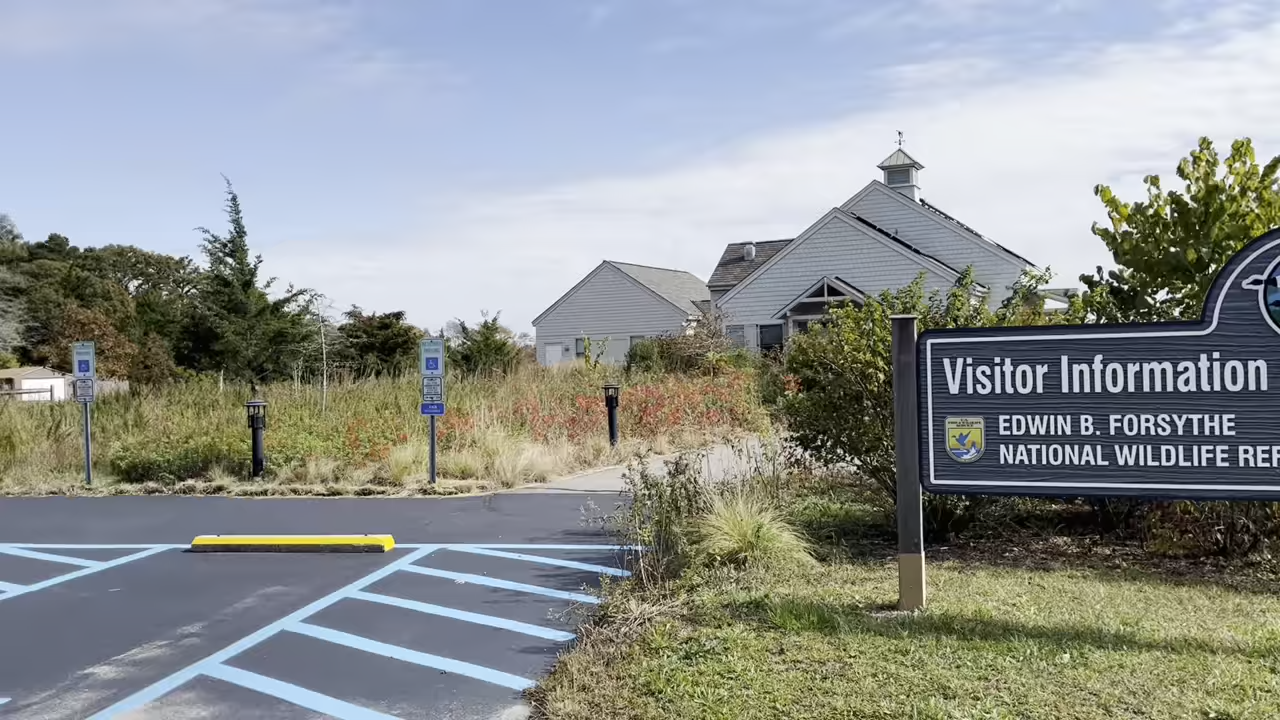 Visitor Information
EDWIN B. FORSYTHE
NATIONAL WILDLIFE REF